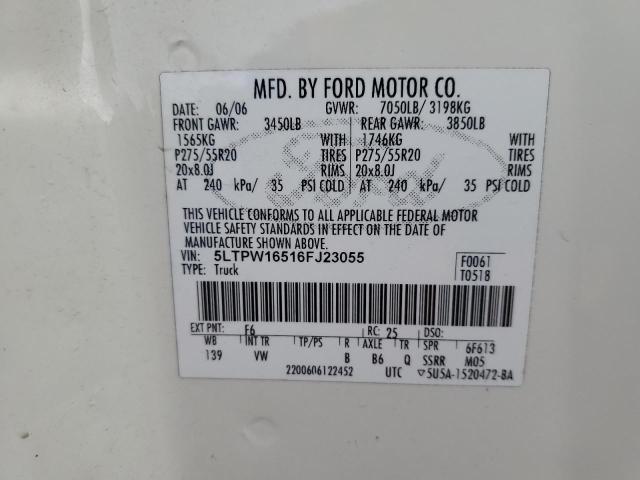 MFD. BY FORD MOTOR CO.
DATE: 06/06 GVWR: 7050LB/ 3198KG
FRONT GAWR: 3450LB REAR GAWR: 3850LB
1565KG WITH 1746KG WITH
P275/55R20 TIRES P275/55R20 TIRES
20x8.0J RIMS 20x8.0J RIMS
AT 240 kPa/ 35 PSI COLD AT 240 kPa/ 35 PSI COLD
THIS VEHICLE CONFORMS TO ALL APPLICABLE FEDERAL MOTOR
VEHICLE SAFETY STANDARDS IN EFFECT ON THE DATE OF
MANUFACTURE SHOWN ABOVE.
VIN: 5LTPW16516FJ23055 F0061
TYPE: Truck T0518
EXT PNT: F6 RC: 25 DSO:
WB INT TR TP/PS R AXLE TR SPR 6F613
139 VW B B6 Q SSRR M05
2200606122452 UTC ▽5U5A-1520472-BA